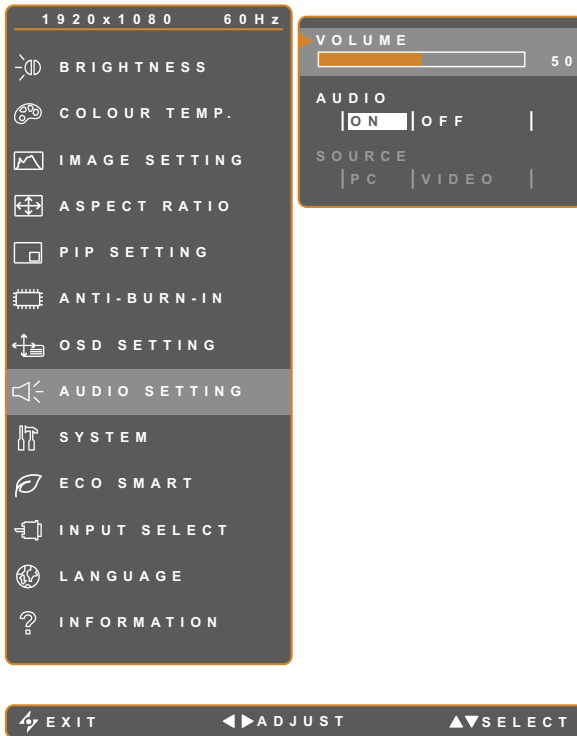 1920x1080 60Hz
BRIGHTNESS
COLOUR TEMP.
IMAGE SETTING
ASPECT RATIO
PIP SETTING
ANTI-BURN-IN
OSD SETTING
AUDIO SETTING
SYSTEM
ECO SMART
INPUT SELECT
LANGUAGE
INFORMATION
VOLUME
50
AUDIO
ON OFF
SOURCE
PC VIDEO
EXIT ADJUST SELECT